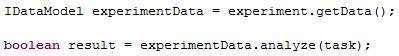 IDataModel experimentData = experiment.getData();
boolean result = experimentData.analyze(task);